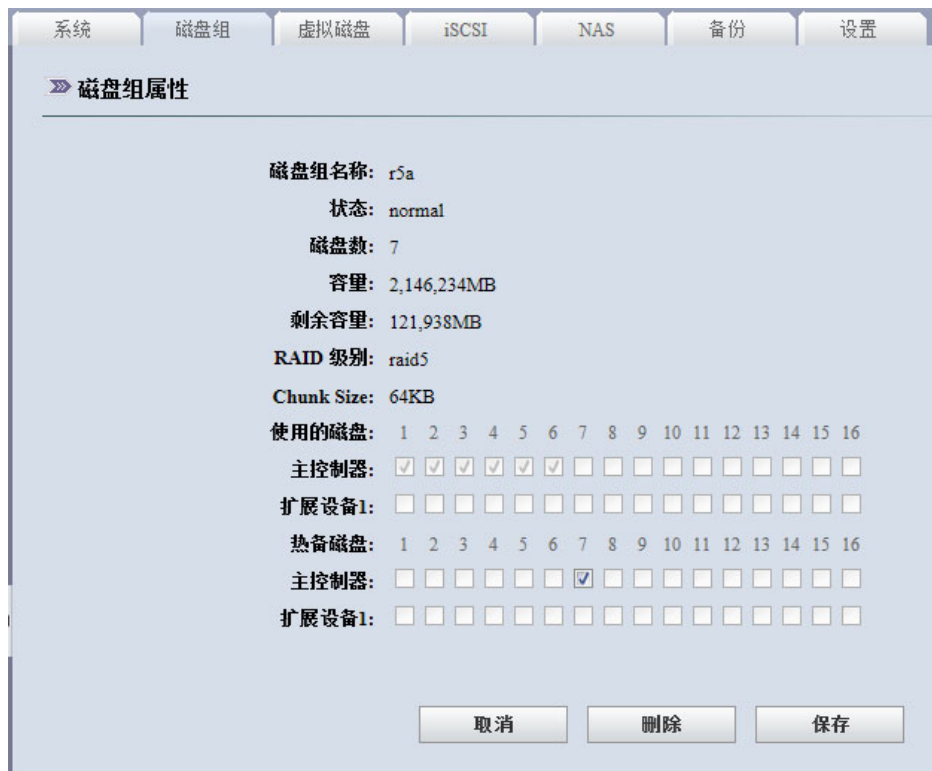 系统 磁盘组 虚拟磁盘 iSCSI NAS 备份 设置
磁盘组属性
磁盘组名称: r5a
状态: normal
磁盘数: 7
容量: 2,146,234MB
剩余容量: 121,938MB
RAID 级别: raid5
Chunk Size: 64KB
使用的磁盘: 1 2 3 4 5 6 7 8 9 10 11 12 13 14 15 16
主控制器:
扩展设备1:
热备磁盘: 1 2 3 4 5 6 7 8 9 10 11 12 13 14 15 16
主控制器:
扩展设备1:
取消 删除 保存